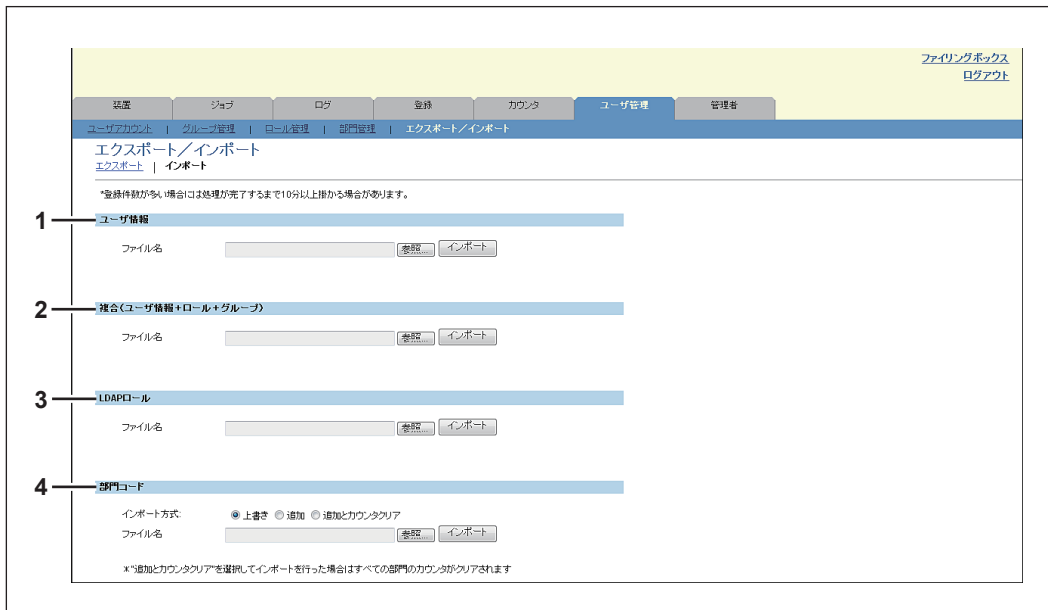 ファイリングボックス
ログアウト
装置 ジョブ ログ 登録 カウンタ ユーザ管理 管理者
ユーザアカウント | グループ管理 | ロール管理 | 部門管理 | エクスポート／インポート
エクスポート／インポート
エクスポート | インポート
*登録件数が多い場合には処理が完了するまで10分以上掛かる場合があります。
1 ユーザ情報
ファイル名 参照... インポート
2 複合(ユーザ情報+ロール+グループ)
ファイル名 参照... インポート
3 LDAPロール
ファイル名 参照... インポート
4 部門コード
インポート方式: 上書き 追加 追加とカウンタクリア
ファイル名 参照... インポート
※"追加とカウンタクリア"を選択してインポートを行った場合はすべての部門のカウンタがクリアされます